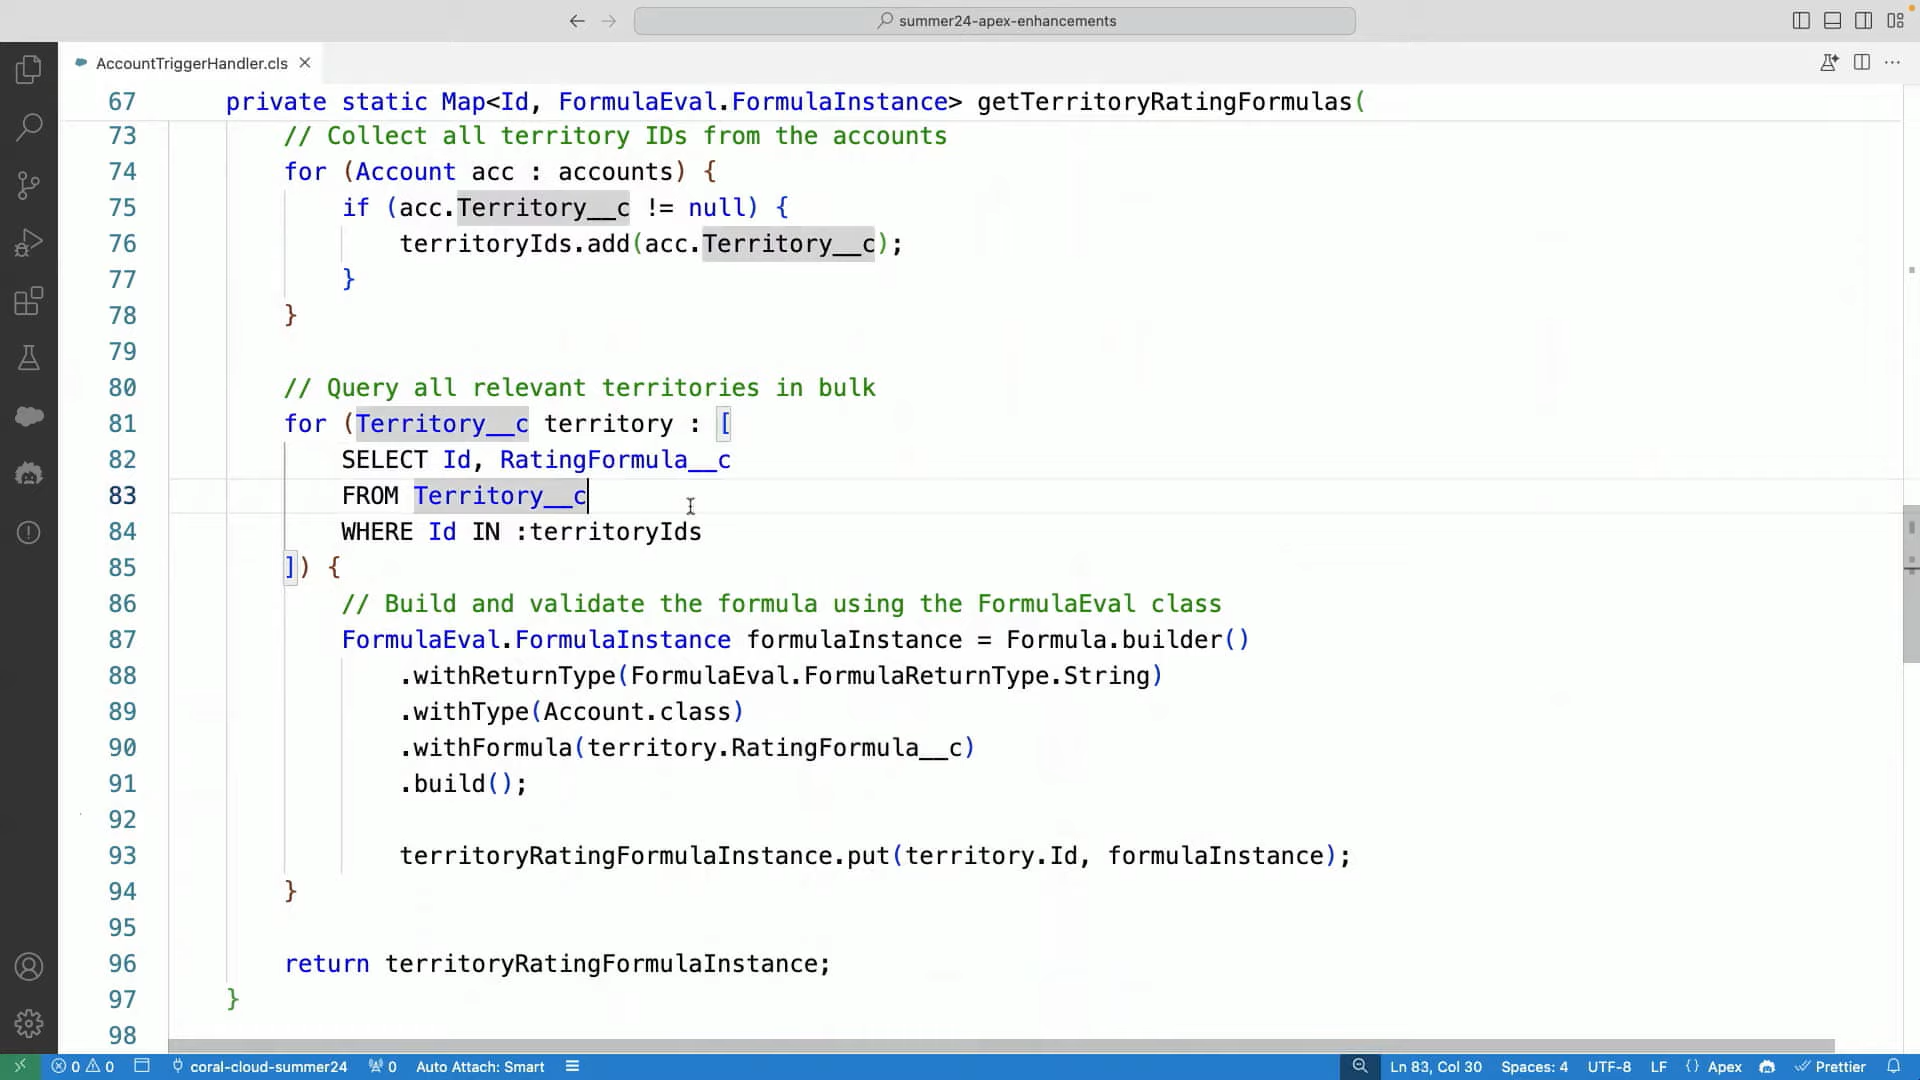 summer24-apex-enhancements
AccountTriggerHandler.cls
67 private static Map<Id, FormulaEval.FormulaInstance> getTerritoryRatingFormulas(
73 // Collect all territory IDs from the accounts
74 for (Account acc : accounts) {
75 if (acc.Territory__c != null) {
76 territoryIds.add(acc.Territory__c);
77 }
78 }
79
80 // Query all relevant territories in bulk
81 for (Territory__c territory : [
82 SELECT Id, RatingFormula__c
83 FROM Territory__c
84 WHERE Id IN :territoryIds
85 ]) {
86 // Build and validate the formula using the FormulaEval class
87 FormulaEval.FormulaInstance formulaInstance = Formula.builder()
88 .withReturnType(FormulaEval.FormulaReturnType.String)
89 .withType(Account.class)
90 .withFormula(territory.RatingFormula__c)
91 .build();
92
93 territoryRatingFormulaInstance.put(territory.Id, formulaInstance);
94 }
95
96 return territoryRatingFormulaInstance;
97 }
98
0 0 coral-cloud-summer24 0 Auto Attach: Smart Ln 83, Col 30 Spaces: 4 UTF-8 LF {} Apex Prettier